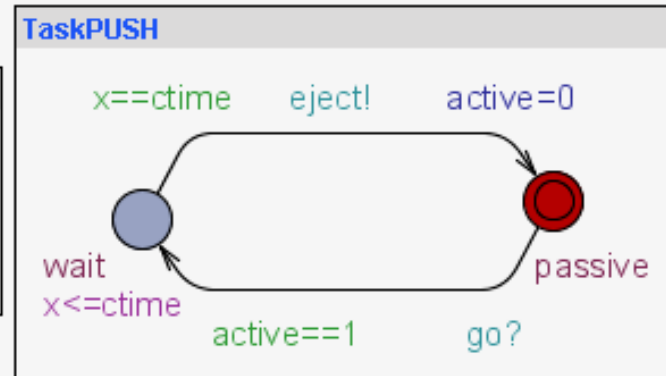 TaskPUSH
x==ctime eject! active=0
wait
passive
x<=ctime
active==1 go?